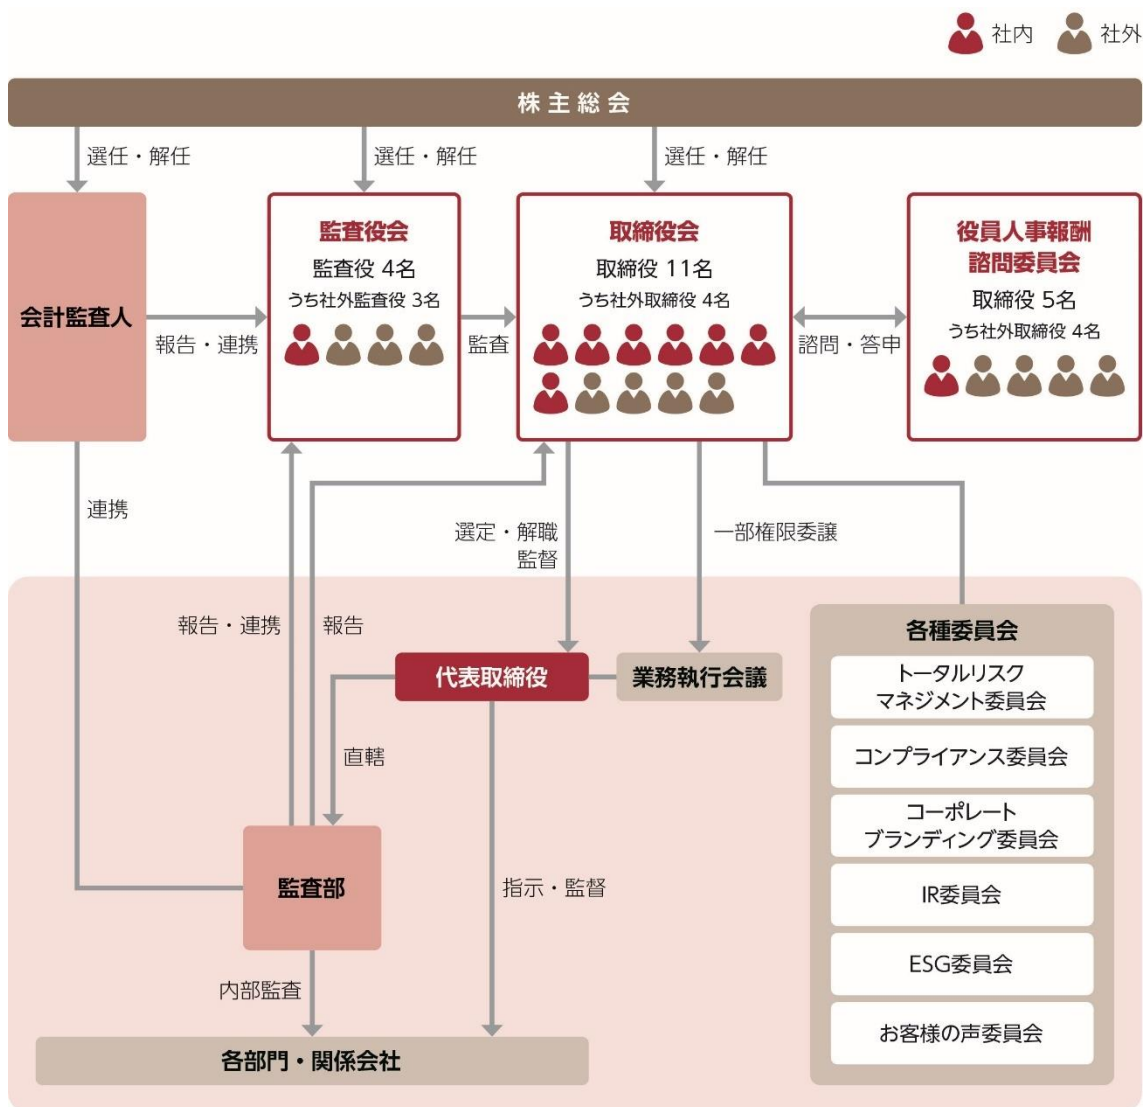 社内
社外
株主総会
選任・解任
選任・解任
選任・解任
会計監査人
報告・連携
監査役会
監査役 4名
うち社外監査役 3名
監査
取締役会
取締役 11名
うち社外取締役 4名
諮問・答申
役員人事報酬
諮問委員会
取締役 5名
うち社外取締役 4名
連携
選定・解職
監督
一部権限委譲
報告・連携
報告
代表取締役
業務執行会議
直轄
監査部
指示・監督
内部監査
各部門・関係会社
各種委員会
トータルリスク
マネジメント委員会
コンプライアンス委員会
コーポレート
ブランディング委員会
IR委員会
ESG委員会
お客様の声委員会